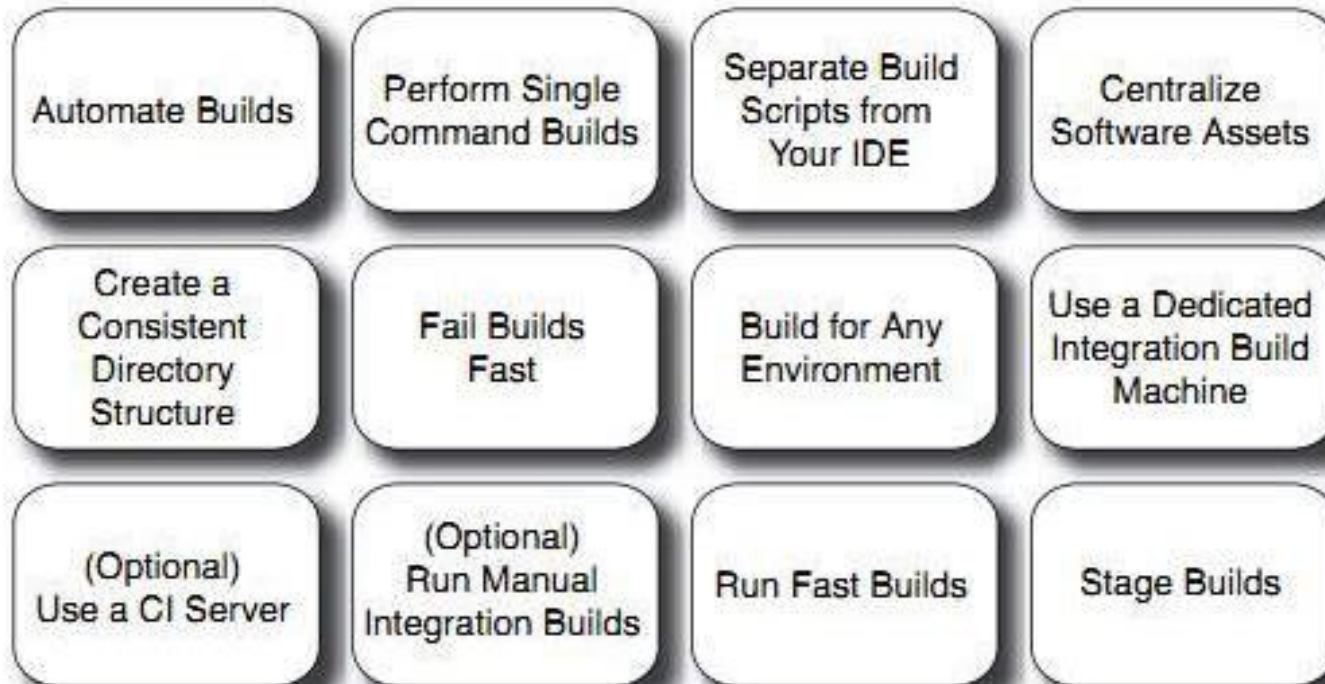 Automate Builds
Perform Single
Command Builds
Separate Build
Scripts from
Your IDE
Centralize
Software Assets
Create a
Consistent
Directory
Structure
Fail Builds
Fast
Build for Any
Environment
Use a Dedicated
Integration Build
Machine
(Optional)
Use a CI Server
(Optional)
Run Manual
Integration Builds
Run Fast Builds
Stage Builds